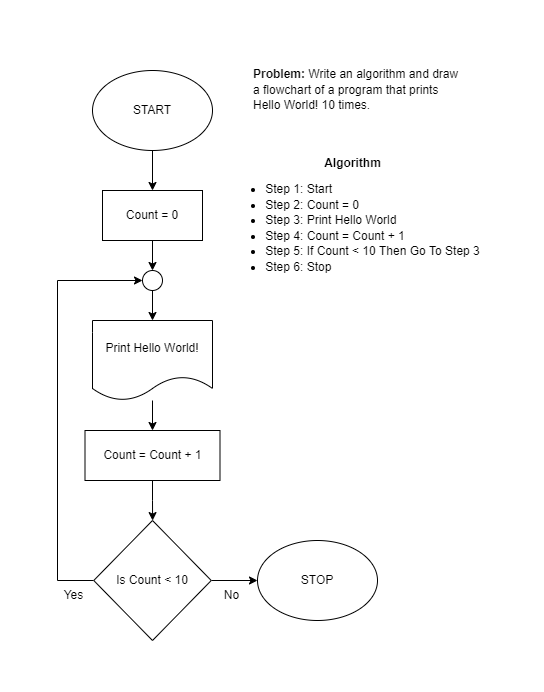 Problem: Write an algorithm and draw
a flowchart of a program that prints
Hello World! 10 times.
START
Algorithm
• Step 1: Start
• Step 2: Count = 0
• Step 3: Print Hello World
• Step 4: Count = Count + 1
• Step 5: If Count < 10 Then Go To Step 3
• Step 6: Stop
Count = 0
Print Hello World!
Count = Count + 1
Is Count < 10
Yes
No
STOP